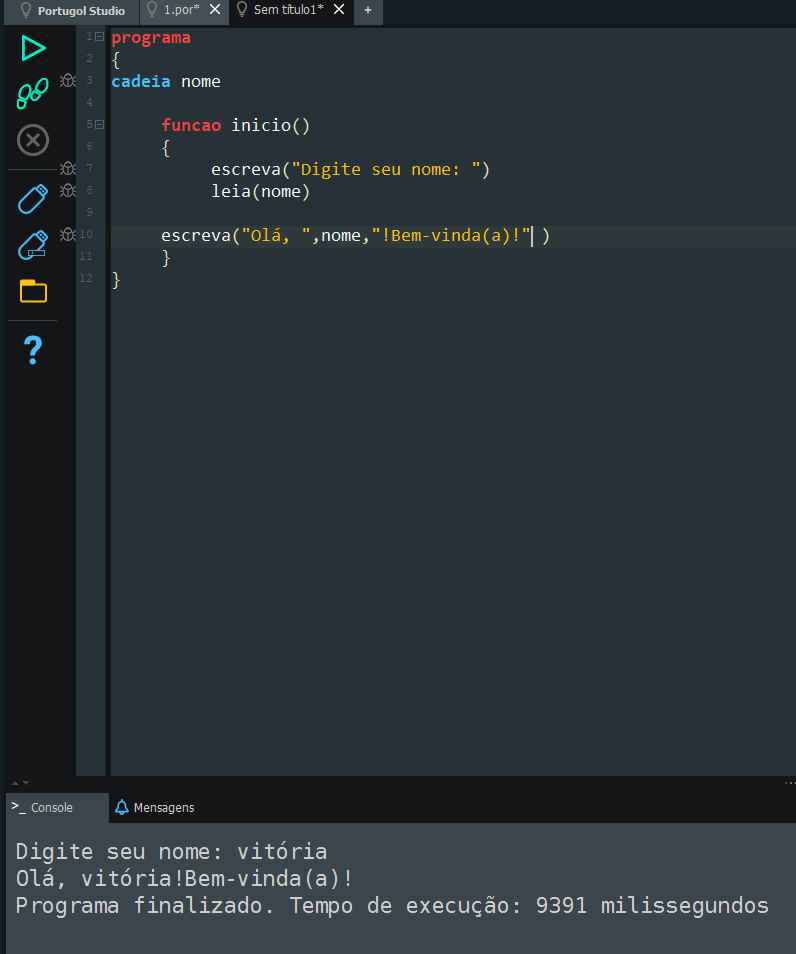 Portugol Studio 1.por* Sem título1* +
1 programa
2 {
3 cadeia nome
4
5 funcao inicio()
6 {
7 escreva("Digite seu nome: ")
8 leia(nome)
9
10 escreva("Olá, ",nome,"!Bem-vinda(a)!" )
11 }
12 }
?
>_ Console Mensagens
Digite seu nome: vitória
Olá, vitória!Bem-vinda(a)!
Programa finalizado. Tempo de execução: 9391 milissegundos